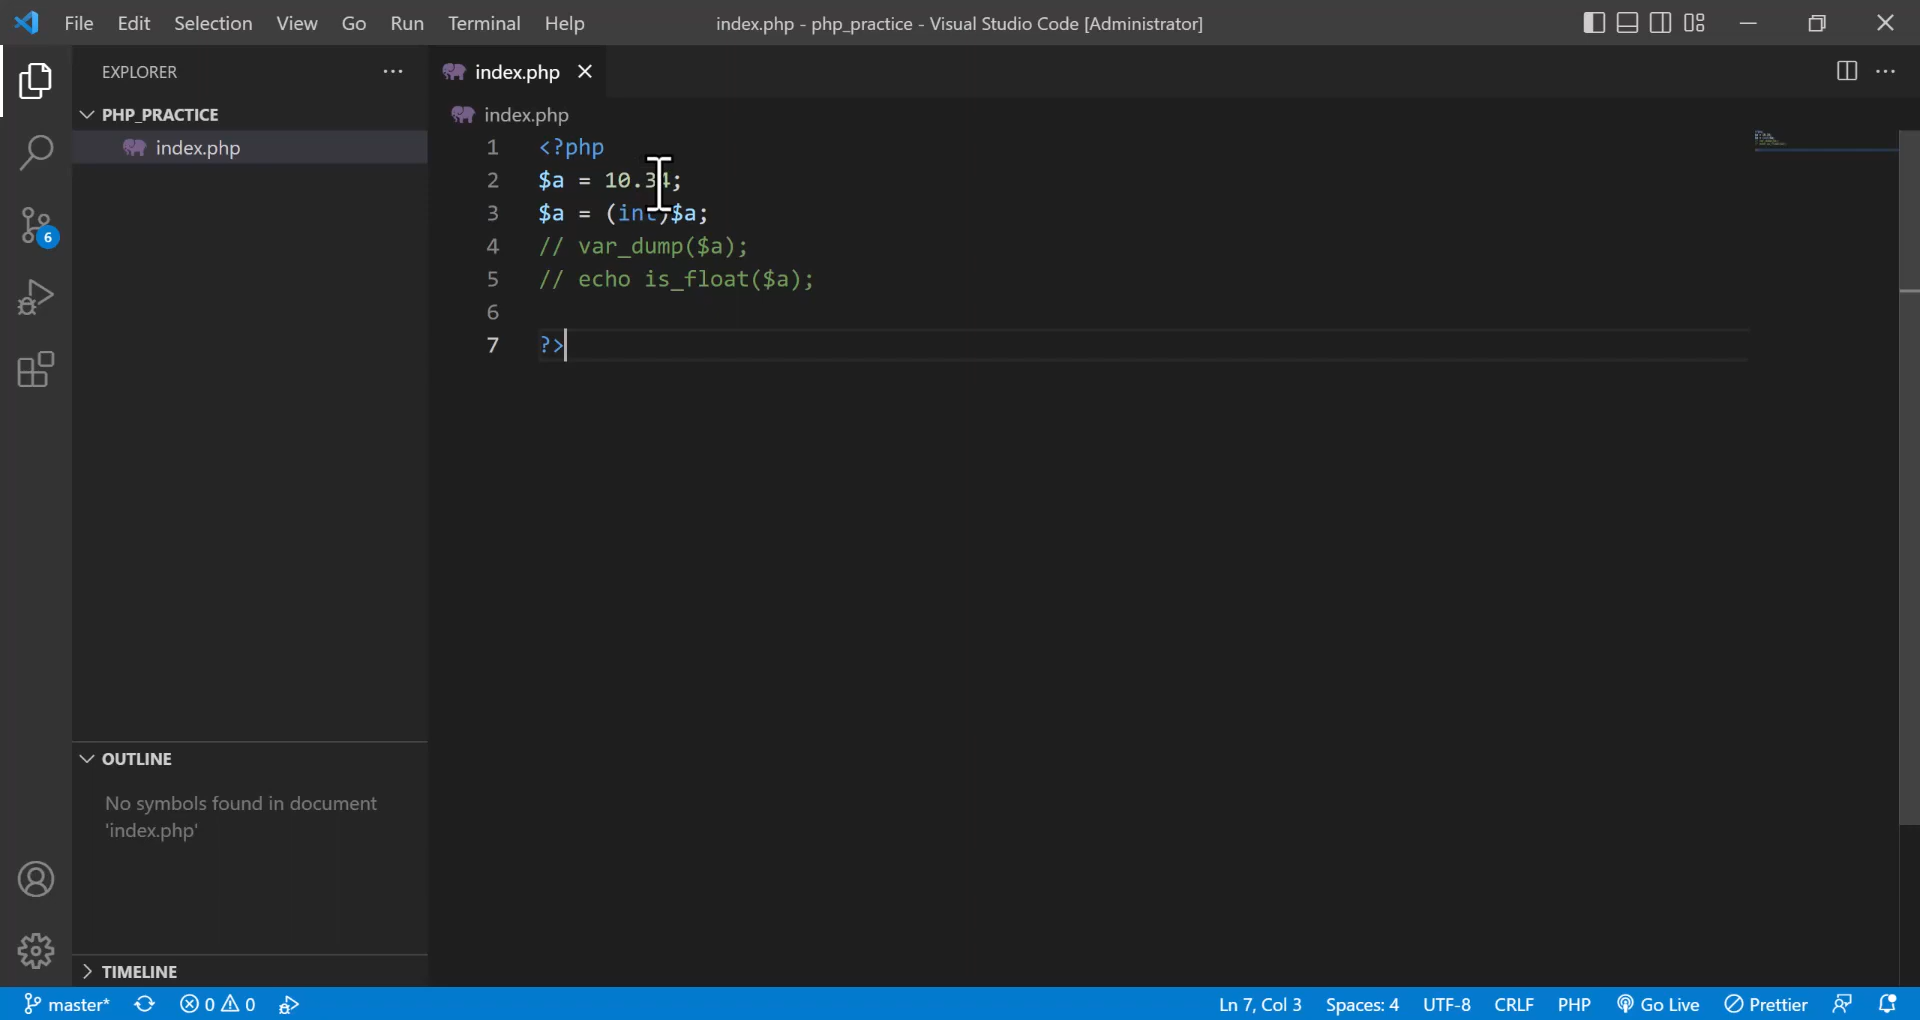 File Edit Selection View Go Run Terminal Help index.php - php_practice - Visual Studio Code [Administrator]
EXPLORER
PHP_PRACTICE
index.php
6
OUTLINE
No symbols found in document
'index.php'
TIMELINE
index.php
index.php
1 <?php
2 $a = 10.34;
3 $a = (int)$a;
4 // var_dump($a);
5 // echo is_float($a);
6
7 ?>
master* 0 0 Ln 7, Col 3 Spaces: 4 UTF-8 CRLF PHP Go Live Prettier